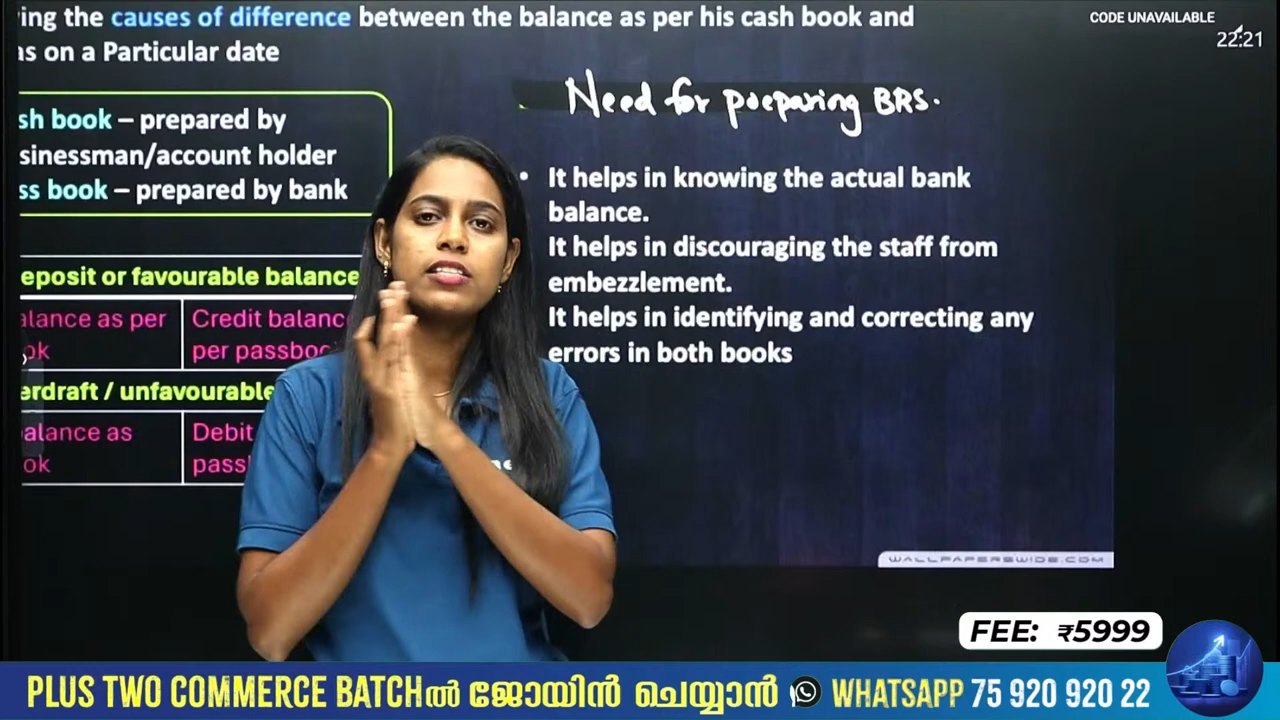 ing the causes of difference between the balance as per his cash book and
as on a Particular date
CODE UNAVAILABLE
22:21
Need for preparing BRS.
sh book – prepared by
sinessman/account holder
ss book – prepared by bank
eposit or favourable balance
alance as per
ok
Credit balanc
per passboo
erdraft / unfavourable
alance as
ok
Debit
pass
• It helps in knowing the actual bank
balance.
It helps in discouraging the staff from
embezzlement.
It helps in identifying and correcting any
errors in both books
WALLPAPERSWIDE.COM
FEE: ₹5999
PLUS TWO COMMERCE BATCHൽ ജോയിൻ ചെയ്യാൻ WHATSAPP 75 920 920 22